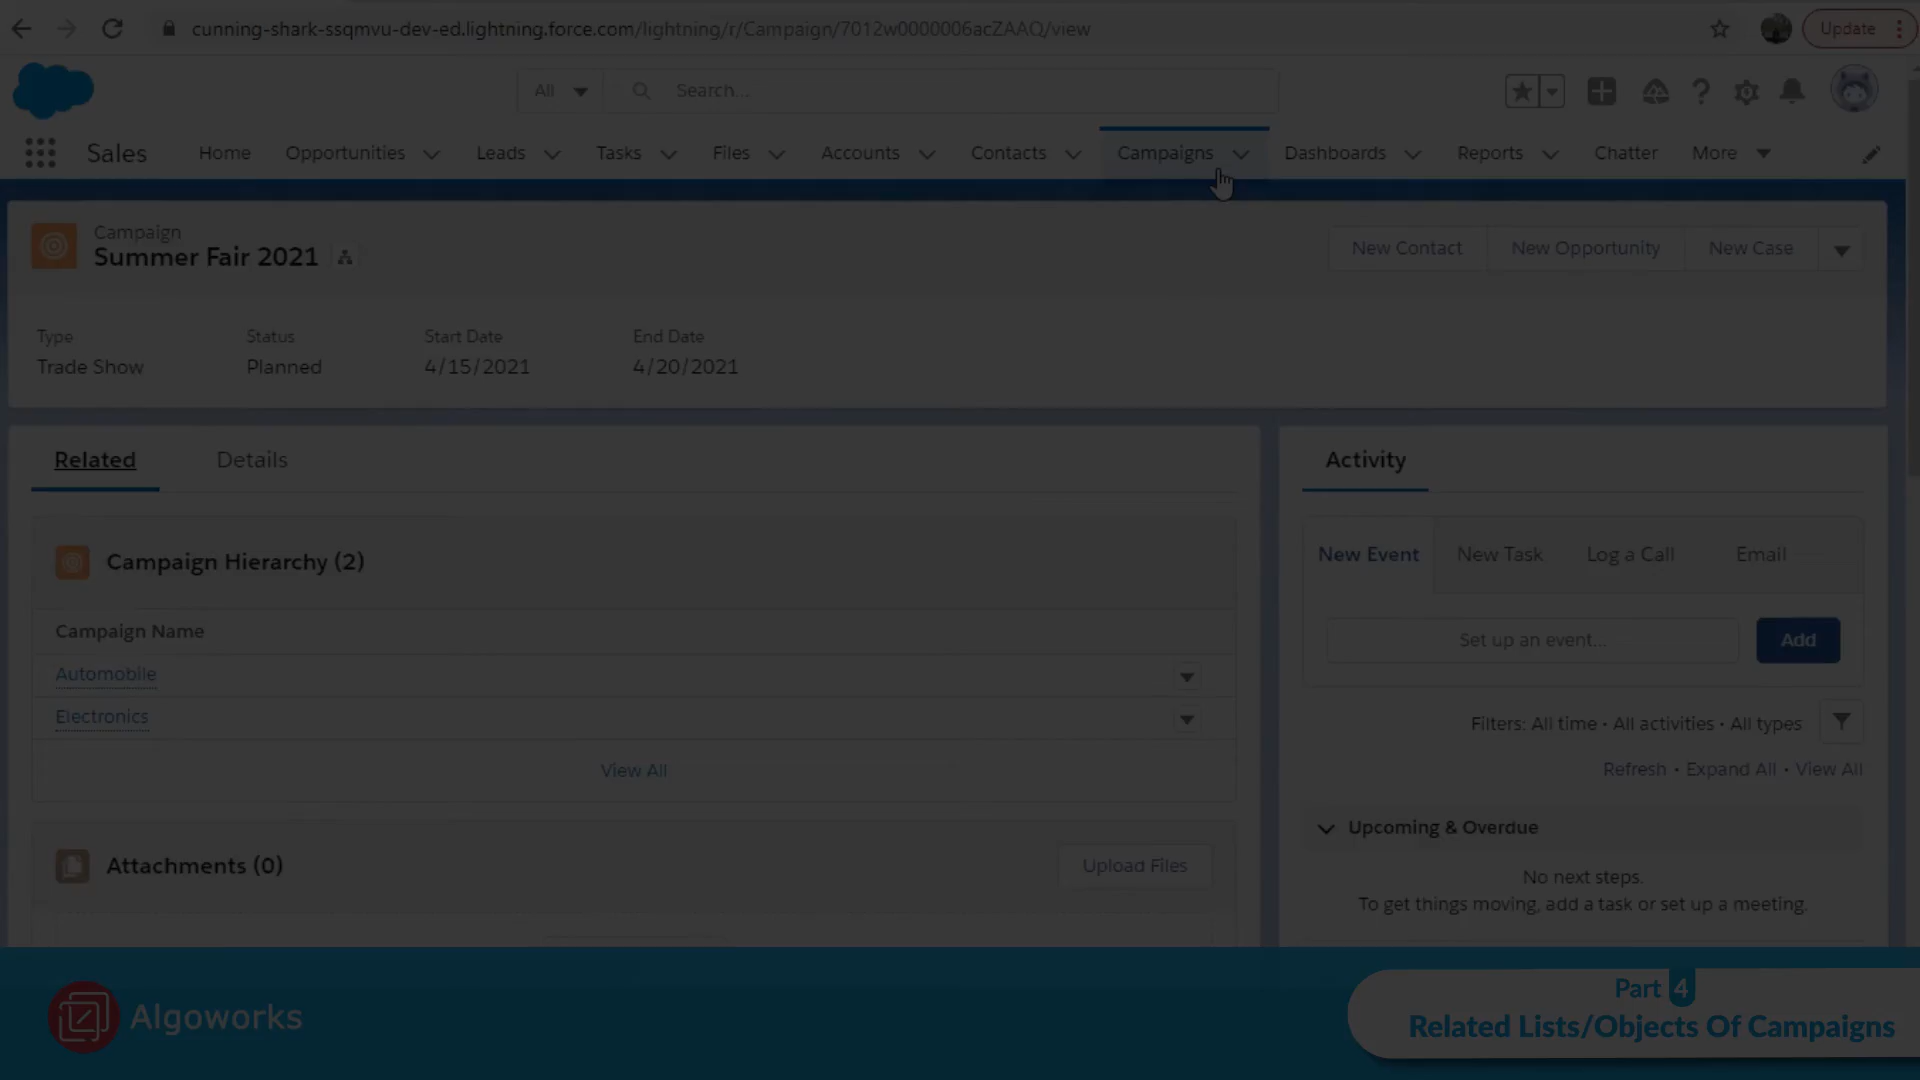 cunning-shark-ssqmvu-dev-ed.lightning.force.com/lightning/r/Campaign/7012w0000006acZAAQ/view
Update
All
Search...
Sales
Home
Opportunities
Leads
Tasks
Files
Accounts
Contacts
Campaigns
Dashboards
Reports
Chatter
More
Campaign
Summer Fair 2021
New Contact
New Opportunity
New Case
Type
Status
Start Date
End Date
Trade Show
Planned
4/15/2021
4/20/2021
Related
Details
Campaign Hierarchy (2)
Campaign Name
Automobile
Electronics
View All
Attachments (0)
Upload Files
Activity
New Event
New Task
Log a Call
Email
Set up an event...
Add
Filters: All time • All activities • All types
Refresh • Expand All • View All
Upcoming & Overdue
No next steps.
To get things moving, add a task or set up a meeting.
Algoworks
Part 4
Related Lists/Objects Of Campaigns